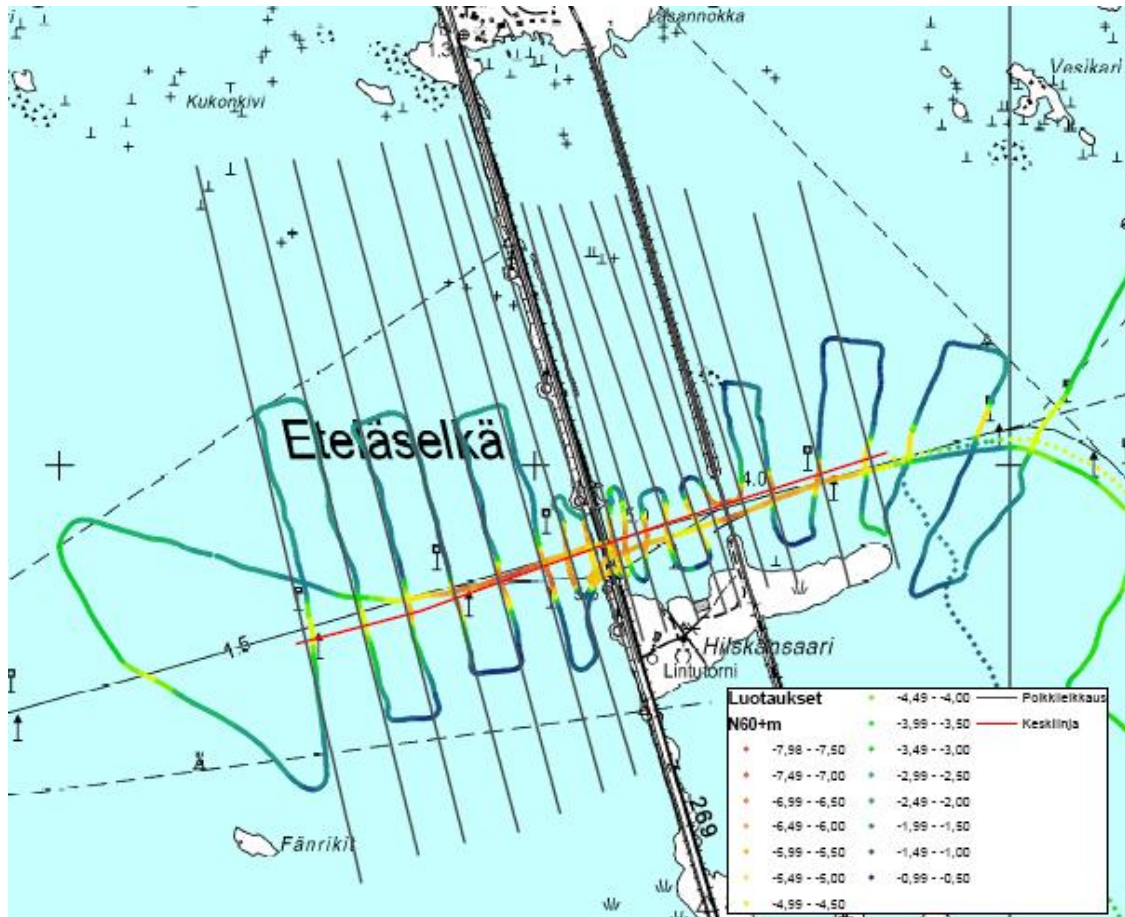 Läsännokka
1.3
Kukonkivi
Vesikari
Eteläselkä
4.0
1.5
Hilskansaari
Lintutorni
Fänrikit
269
Luotaukset
N60+m
-7,98 - -7,50
-7,49 - -7,00
-6,99 - -6,50
-6,49 - -6,00
-5,99 - -5,50
-5,49 - -5,00
-4,99 - -4,50
-4,49 - -4,00
-3,99 - -3,50
-3,49 - -3,00
-2,99 - -2,50
-2,49 - -2,00
-1,99 - -1,50
-1,49 - -1,00
-0,99 - -0,50
Poikkileikkaus
Keskilinja